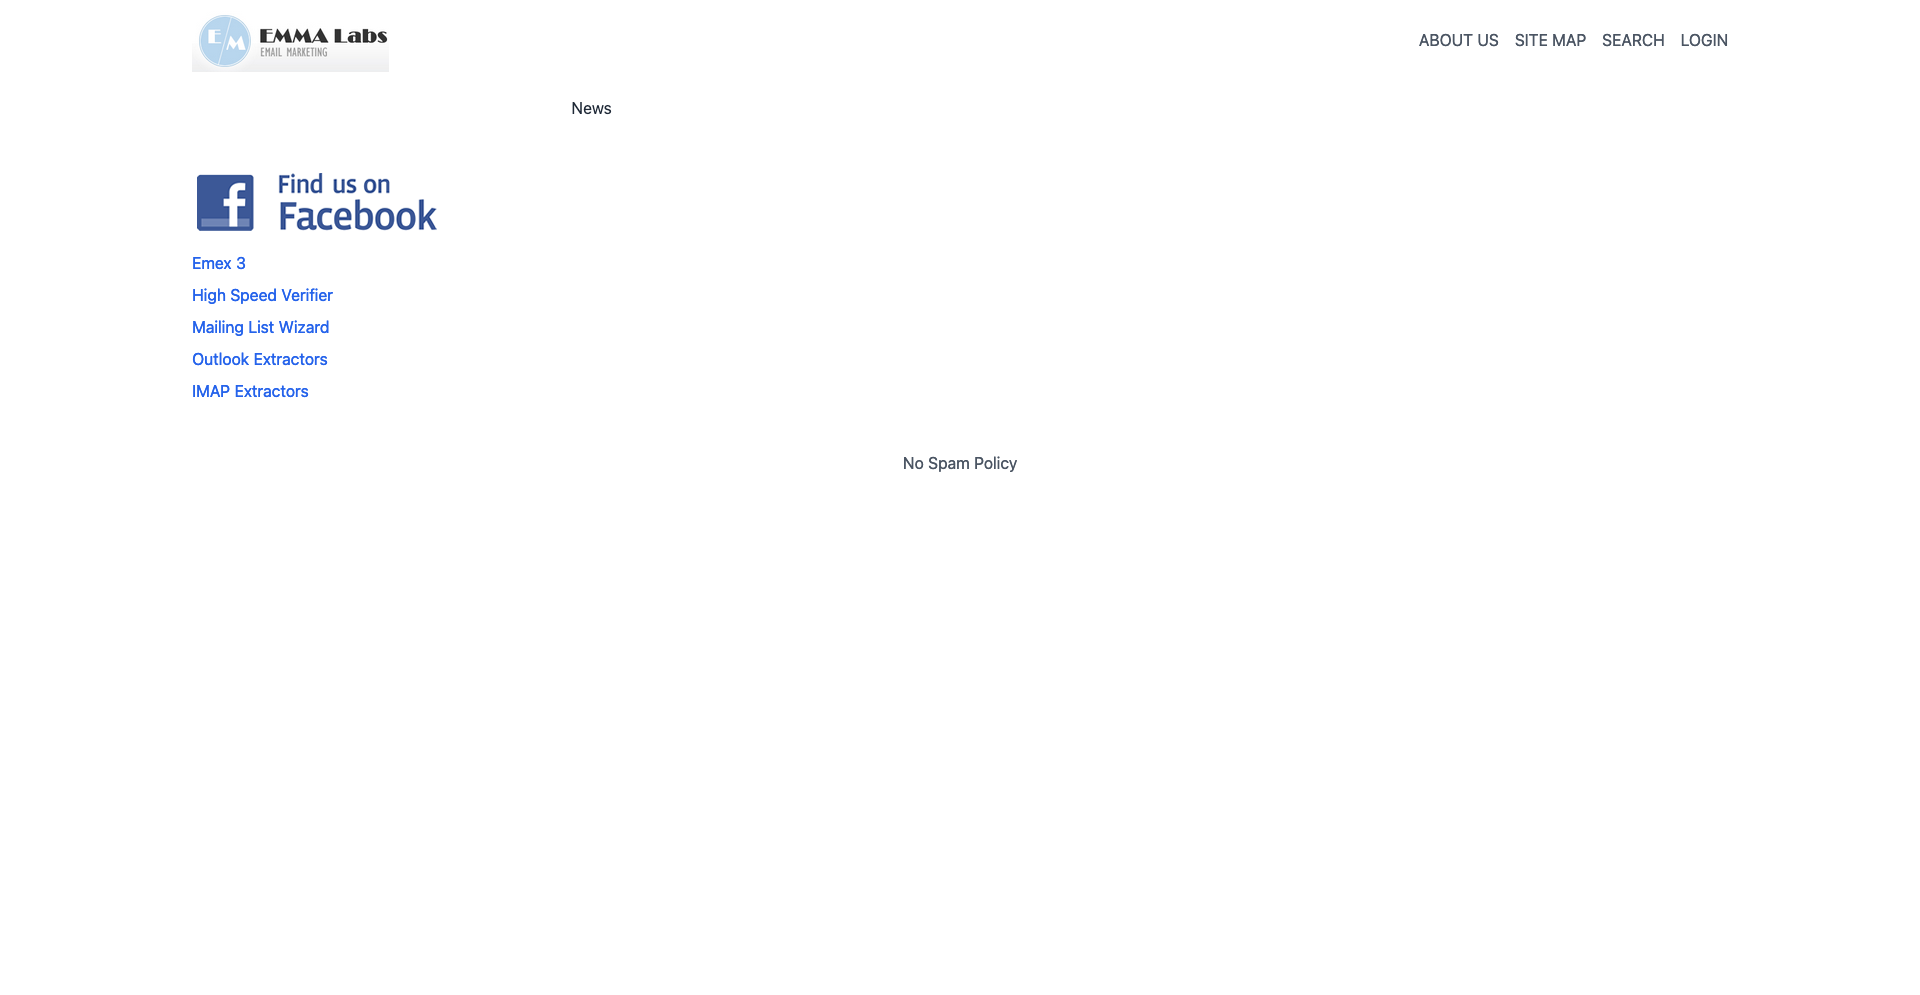 E M
EMMA Labs
EMAIL MARKETING
ABOUT US SITE MAP SEARCH LOGIN
News
f
Find us on
Facebook
Emex 3
High Speed Verifier
Mailing List Wizard
Outlook Extractors
IMAP Extractors
No Spam Policy